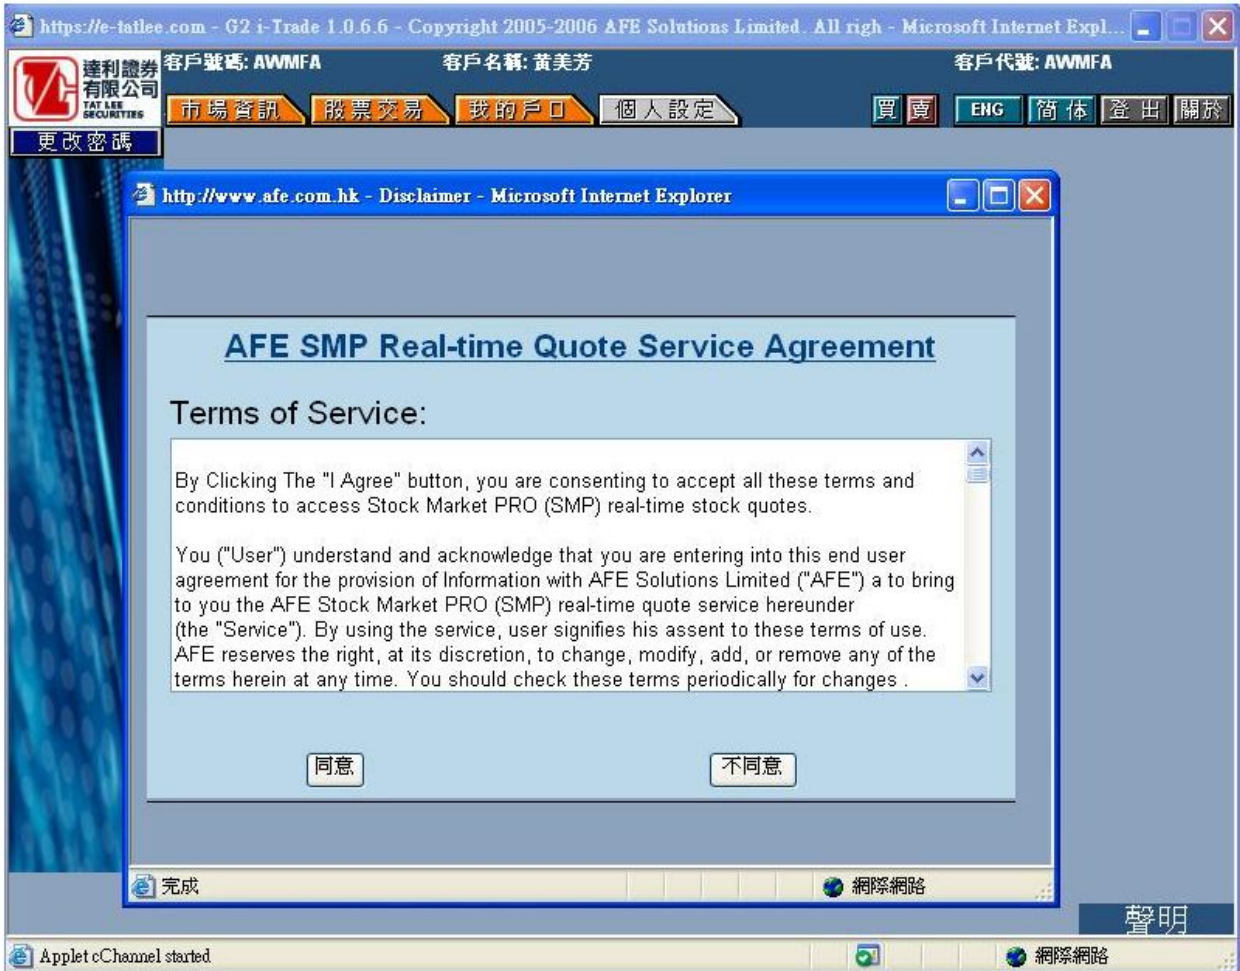 https://e-tatlee.com - G2 i-Trade 1.0.6.6 - Copyright 2005-2006 AFE Solutions Limited. All righ - Microsoft Internet Expl...
達利證券
有限公司
TAT LEE
SECURITIES
客戶號碼: AWMFA
客戶名稱: 黃美芳
客戶代號: AWMFA
市場資訊
股票交易
我的戶口
個人設定
買
賣
ENG
简体
登出
關於
更改密碼
http://www.afe.com.hk - Disclaimer - Microsoft Internet Explorer
AFE SMP Real-time Quote Service Agreement
Terms of Service:
By Clicking The "I Agree" button, you are consenting to accept all these terms and
conditions to access Stock Market PRO (SMP) real-time stock quotes.
You ("User") understand and acknowledge that you are entering into this end user
agreement for the provision of Information with AFE Solutions Limited ("AFE") a to bring
to you the AFE Stock Market PRO (SMP) real-time quote service hereunder
(the "Service"). By using the service, user signifies his assent to these terms of use.
AFE reserves the right, at its discretion, to change, modify, add, or remove any of the
terms herein at any time. You should check these terms periodically for changes .
同意
不同意
完成
網際網路
聲明
Applet cChannel started
網際網路